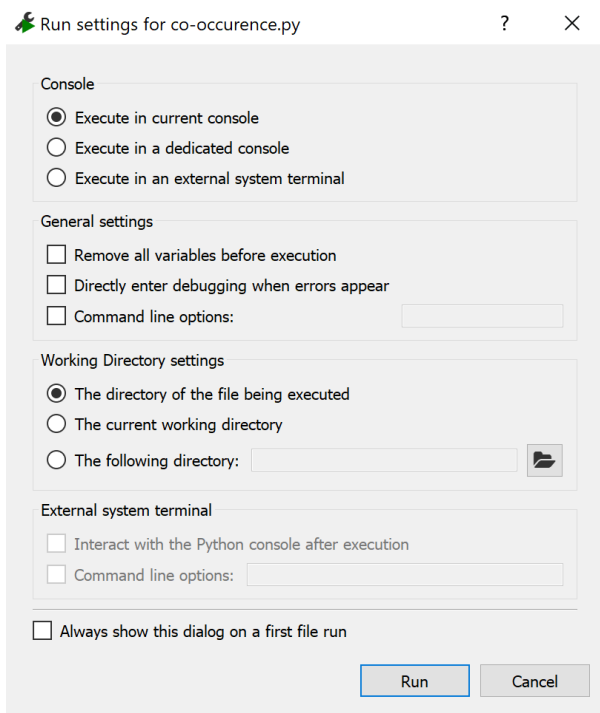 Run settings for co-occurence.py ?
Console
Execute in current console
Execute in a dedicated console
Execute in an external system terminal
General settings
Remove all variables before execution
Directly enter debugging when errors appear
Command line options:
Working Directory settings
The directory of the file being executed
The current working directory
The following directory:
External system terminal
Interact with the Python console after execution
Command line options:
Always show this dialog on a first file run
Run Cancel